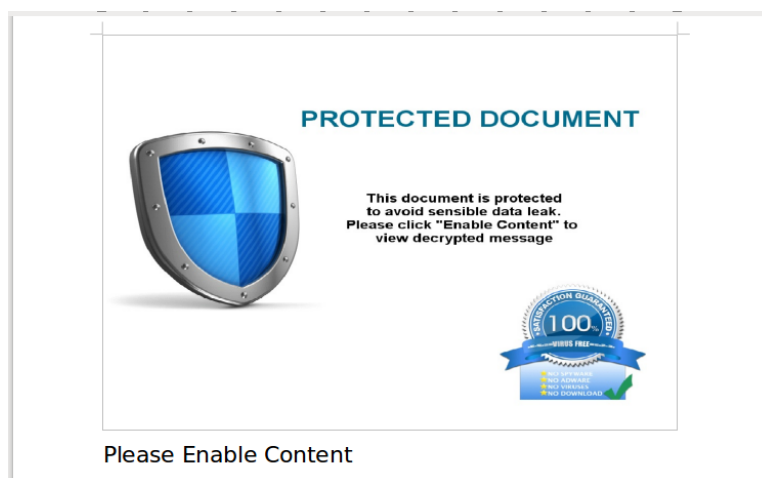 PROTECTED DOCUMENT
This document is protected
to avoid sensible data leak.
Please click "Enable Content" to
view decrypted message
SATISFACTION GUARANTEED
100%
VIRUS FREE
NO SPYWARE
NO ADWARE
NO VIRUSES
NO DOWNLOAD
Please Enable Content